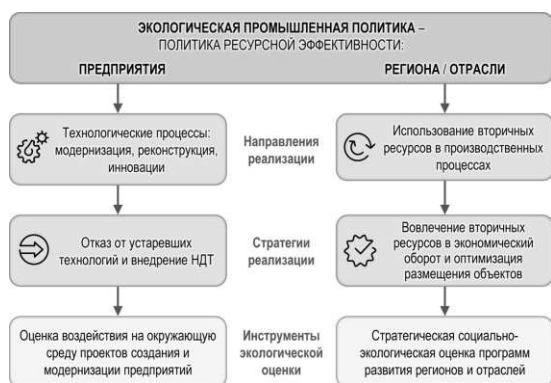 ЭКОЛОГИЧЕСКАЯ ПРОМЫШЛЕННАЯ ПОЛИТИКА –
ПОЛИТИКА РЕСУРСНОЙ ЭФФЕКТИВНОСТИ:
ПРЕДПРИЯТИЯ
РЕГИОНА / ОТРАСЛИ
Технологические процессы:
модернизация, реконструкция,
инновации
Направления
реализации
Использование вторичных
ресурсов в производственных
процессах
Отказ от устаревших
технологий и внедрение НДТ
Стратегии
реализации
Вовлечение вторичных
ресурсов в экономический
оборот и оптимизация
размещения объектов
Оценка воздействия на окружающую
среду проектов создания и
модернизации предприятий
Инструменты
экологической
оценки
Стратегическая социально-
экологическая оценка программ
развития регионов и отраслей